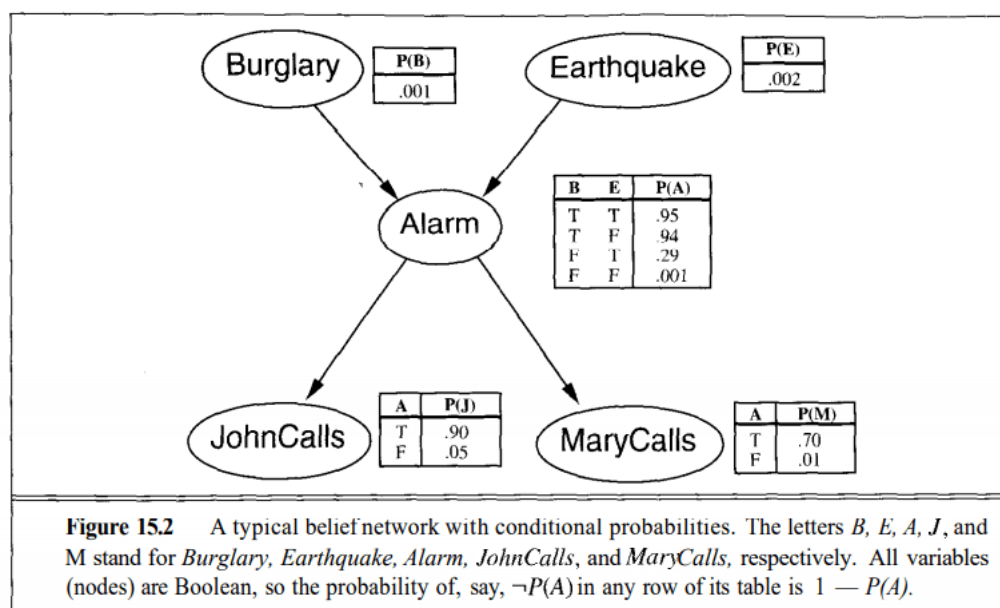 Burglary
P(B)
.001
Earthquake
P(E)
.002
Alarm
B E P(A)
T T .95
T F .94
F T .29
F F .001
JohnCalls
A P(J)
T .90
F .05
MaryCalls
A P(M)
T .70
F .01
Figure 15.2 A typical belief network with conditional probabilities. The letters B, E, A, J, and
M stand for Burglary, Earthquake, Alarm, JohnCalls, and MaryCalls, respectively. All variables
(nodes) are Boolean, so the probability of, say, ¬P(A) in any row of its table is 1 — P(A).